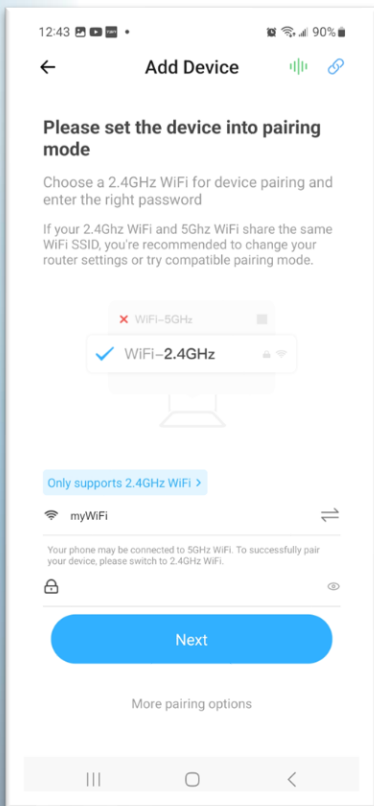 12:43
90%
Add Device
Please set the device into pairing
mode
Choose a 2.4GHz WiFi for device pairing and
enter the right password
If your 2.4Ghz WiFi and 5Ghz WiFi share the same
WiFi SSID, you're recommended to change your
router settings or try compatible pairing mode.
WiFi-5GHz
WiFi-2.4GHz
Only supports 2.4GHz WiFi >
myWiFi
Your phone may be connected to 5GHz WiFi. To successfully pair
your device, please switch to 2.4GHz WiFi.
Next
More pairing options